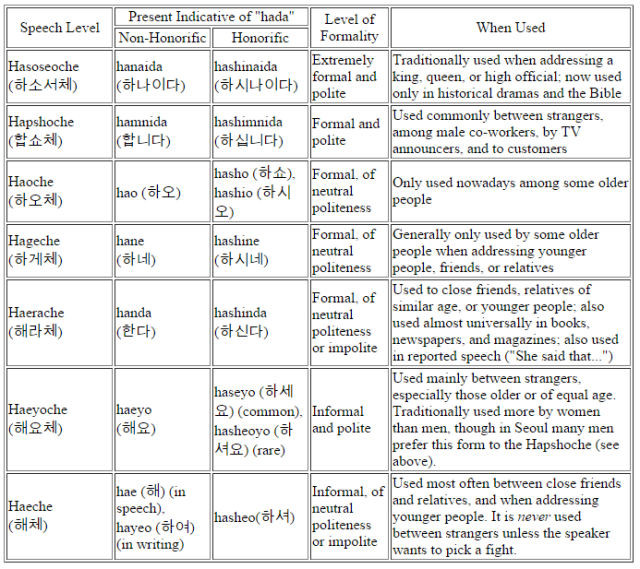 Speech Level
Present Indicative of "hada"
Non-Honorific
Honorific
Level of
Formality
When Used
Hasoseoche
(하소서체)
hanaida
(하나이다)
hashinaida
(하시나이다)
Extremely
formal and
polite
Traditionally used when addressing a
king, queen, or high official; now used
only in historical dramas and the Bible
Hapshoche
(합쇼체)
hamnida
(합니다)
hashimnida
(하십니다)
Formal and
polite
Used commonly between strangers,
among male co-workers, by TV
announcers, and to customers
Haoche
(하오체)
hao (하오)
hasho (하쇼),
hashio (하시
오)
Formal, of
neutral
politeness
Only used nowadays among some older
people
Hageche
(하게체)
hane
(하네)
hashine
(하시네)
Formal, of
neutral
politeness
Generally only used by some older
people when addressing younger
people, friends, or relatives
Haerache
(해라체)
handa
(한다)
hashinda
(하신다)
Formal, of
neutral
politeness
or impolite
Used to close friends, relatives of
similar age, or younger people; also
used almost universally in books,
newspapers, and magazines; also used
in reported speech ("She said that...")
Haeyoche
(해요체)
haeyo
(해요)
haseyo (하세
요) (common),
hasheoyo (하
셔요) (rare)
Informal
and polite
Used mainly between strangers,
especially those older or of equal age.
Traditionally used more by women
than men, though in Seoul many men
prefer this form to the Hapshoche (see
above).
Haeche
(해체)
hae (해) (in
speech),
hayeo (하여)
(in writing)
hasheo(하셔)
Informal, of
neutral
politeness
or impolite
Used most often between close friends
and relatives, and when addressing
younger people. It is never used
between strangers unless the speaker
wants to pick a fight.